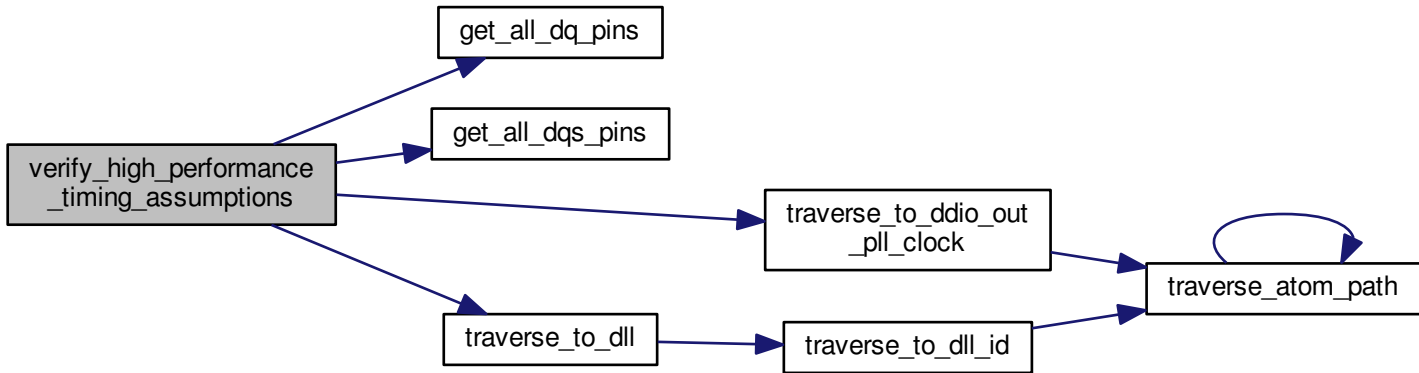 get_all_dq_pins
get_all_dqs_pins
verify_high_performance
_timing_assumptions
traverse_to_ddio_out
_pll_clock
traverse_atom_path
traverse_to_dll
traverse_to_dll_id